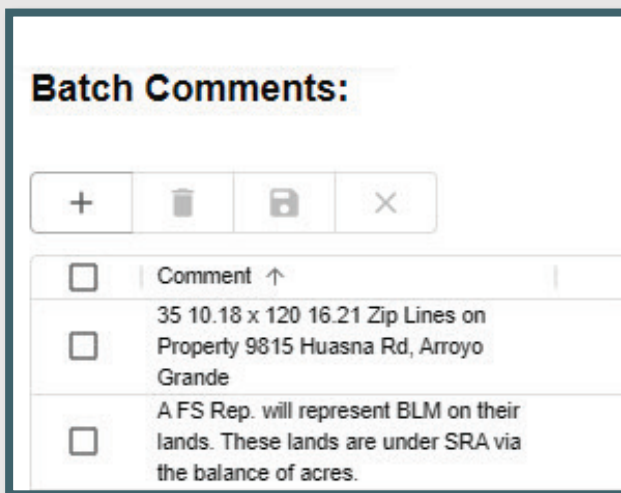 Batch Comments:
Comment ↑
35 10.18 x 120 16.21 Zip Lines on
Property 9815 Huasna Rd, Arroyo
Grande
A FS Rep. will represent BLM on their
lands. These lands are under SRA via
the balance of acres.